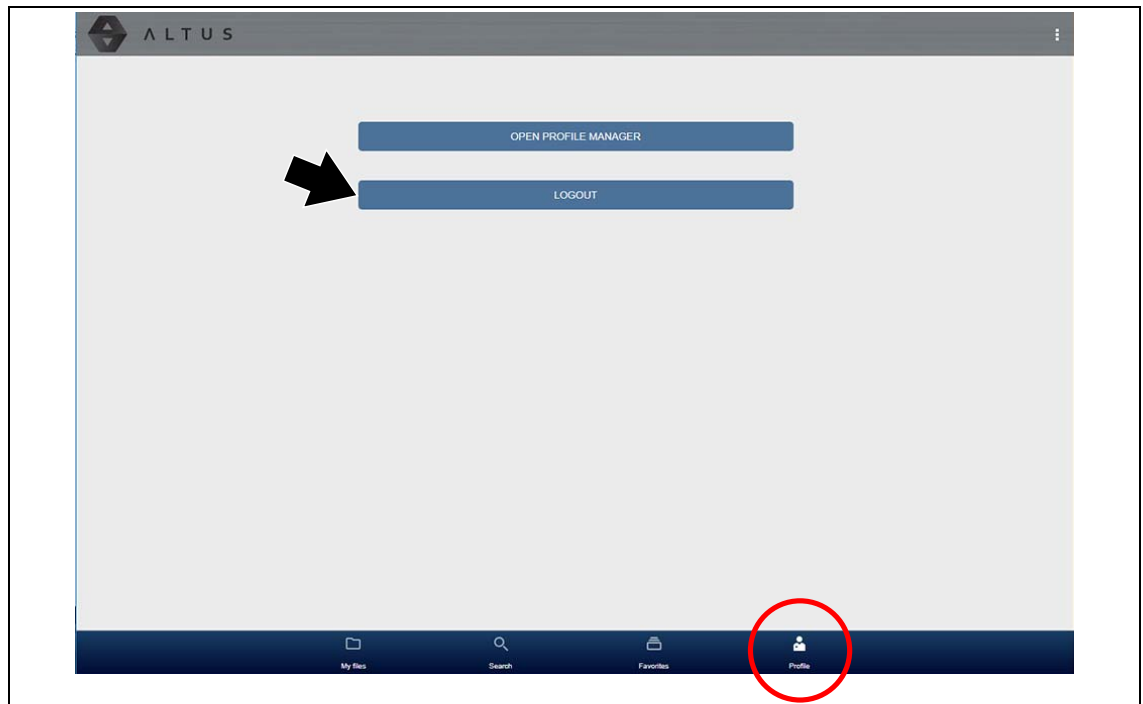 ALTUS
OPEN PROFILE MANAGER
LOGOUT
My files
Search
Favorites
Profile